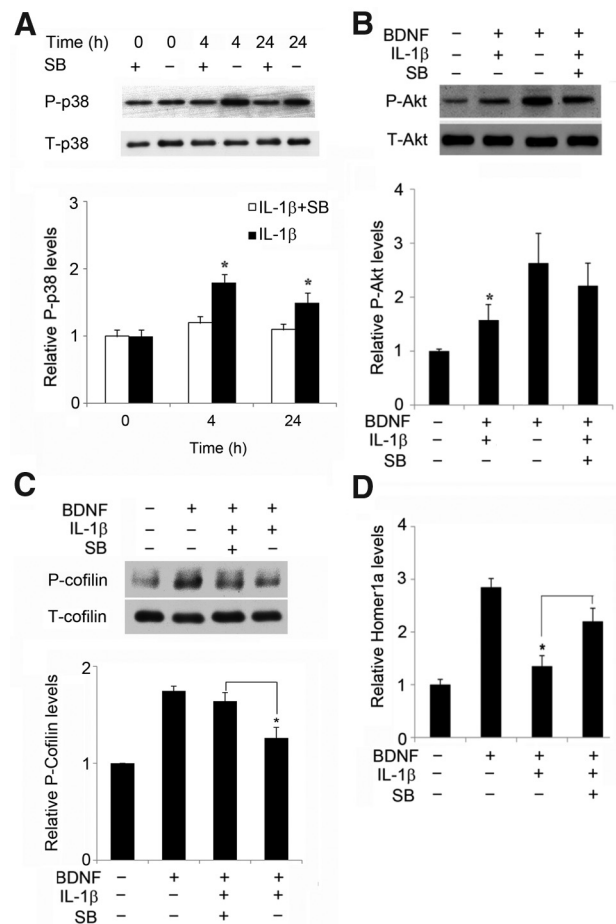 A
Time (h) 0 0 4 4 24 24
SB + – + – + –
P-p38
T-p38
Relative P-p38 levels
3
2
1
0
IL-1β+SB
IL-1β
* *
0 4 24
Time (h)
B
BDNF – + + +
IL-1β – + – +
SB – – – +
P-Akt
T-Akt
Relative P-Akt levels
4
3
2
1
0
*
BDNF – + + +
IL-1β – + – +
SB – – – +
C
BDNF – + + +
IL-1β – – + +
SB – – + –
P-cofilin
T-cofilin
Relative P-Cofilin levels
2
1
0
*
BDNF – + + +
IL-1β – – + +
SB – – + –
D
Relative Homer1a levels
4
3
2
1
0
*
BDNF – + + +
IL-1β – – + +
SB – – – +